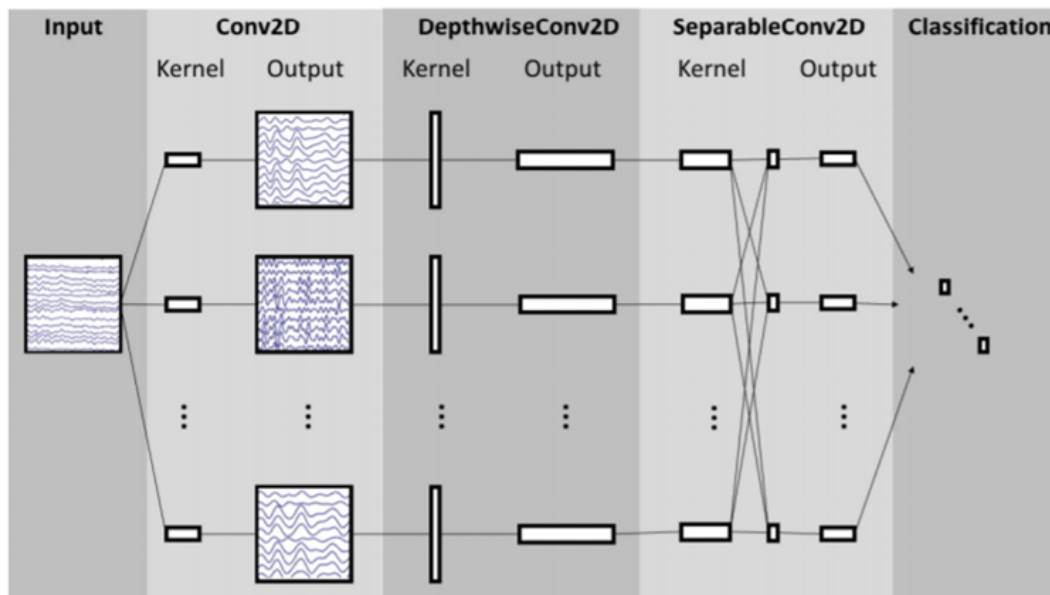 Input Conv2D DepthwiseConv2D SeparableConv2D Classification
Kernel Output Kernel Output Kernel Output